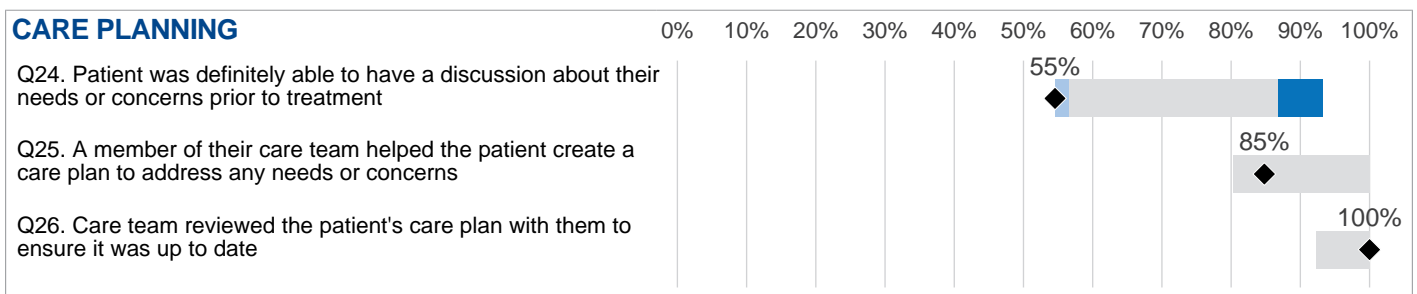 CARE PLANNING
0% 10% 20% 30% 40% 50% 60% 70% 80% 90% 100%
Q24. Patient was definitely able to have a discussion about their
needs or concerns prior to treatment
55%
Q25. A member of their care team helped the patient create a
care plan to address any needs or concerns
85%
Q26. Care team reviewed the patient's care plan with them to
ensure it was up to date
100%